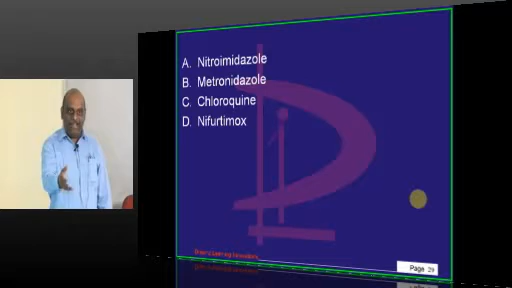 A. Nitroimidazole
B. Metronidazole
C. Chloroquine
D. Nifurtimox
Page 29